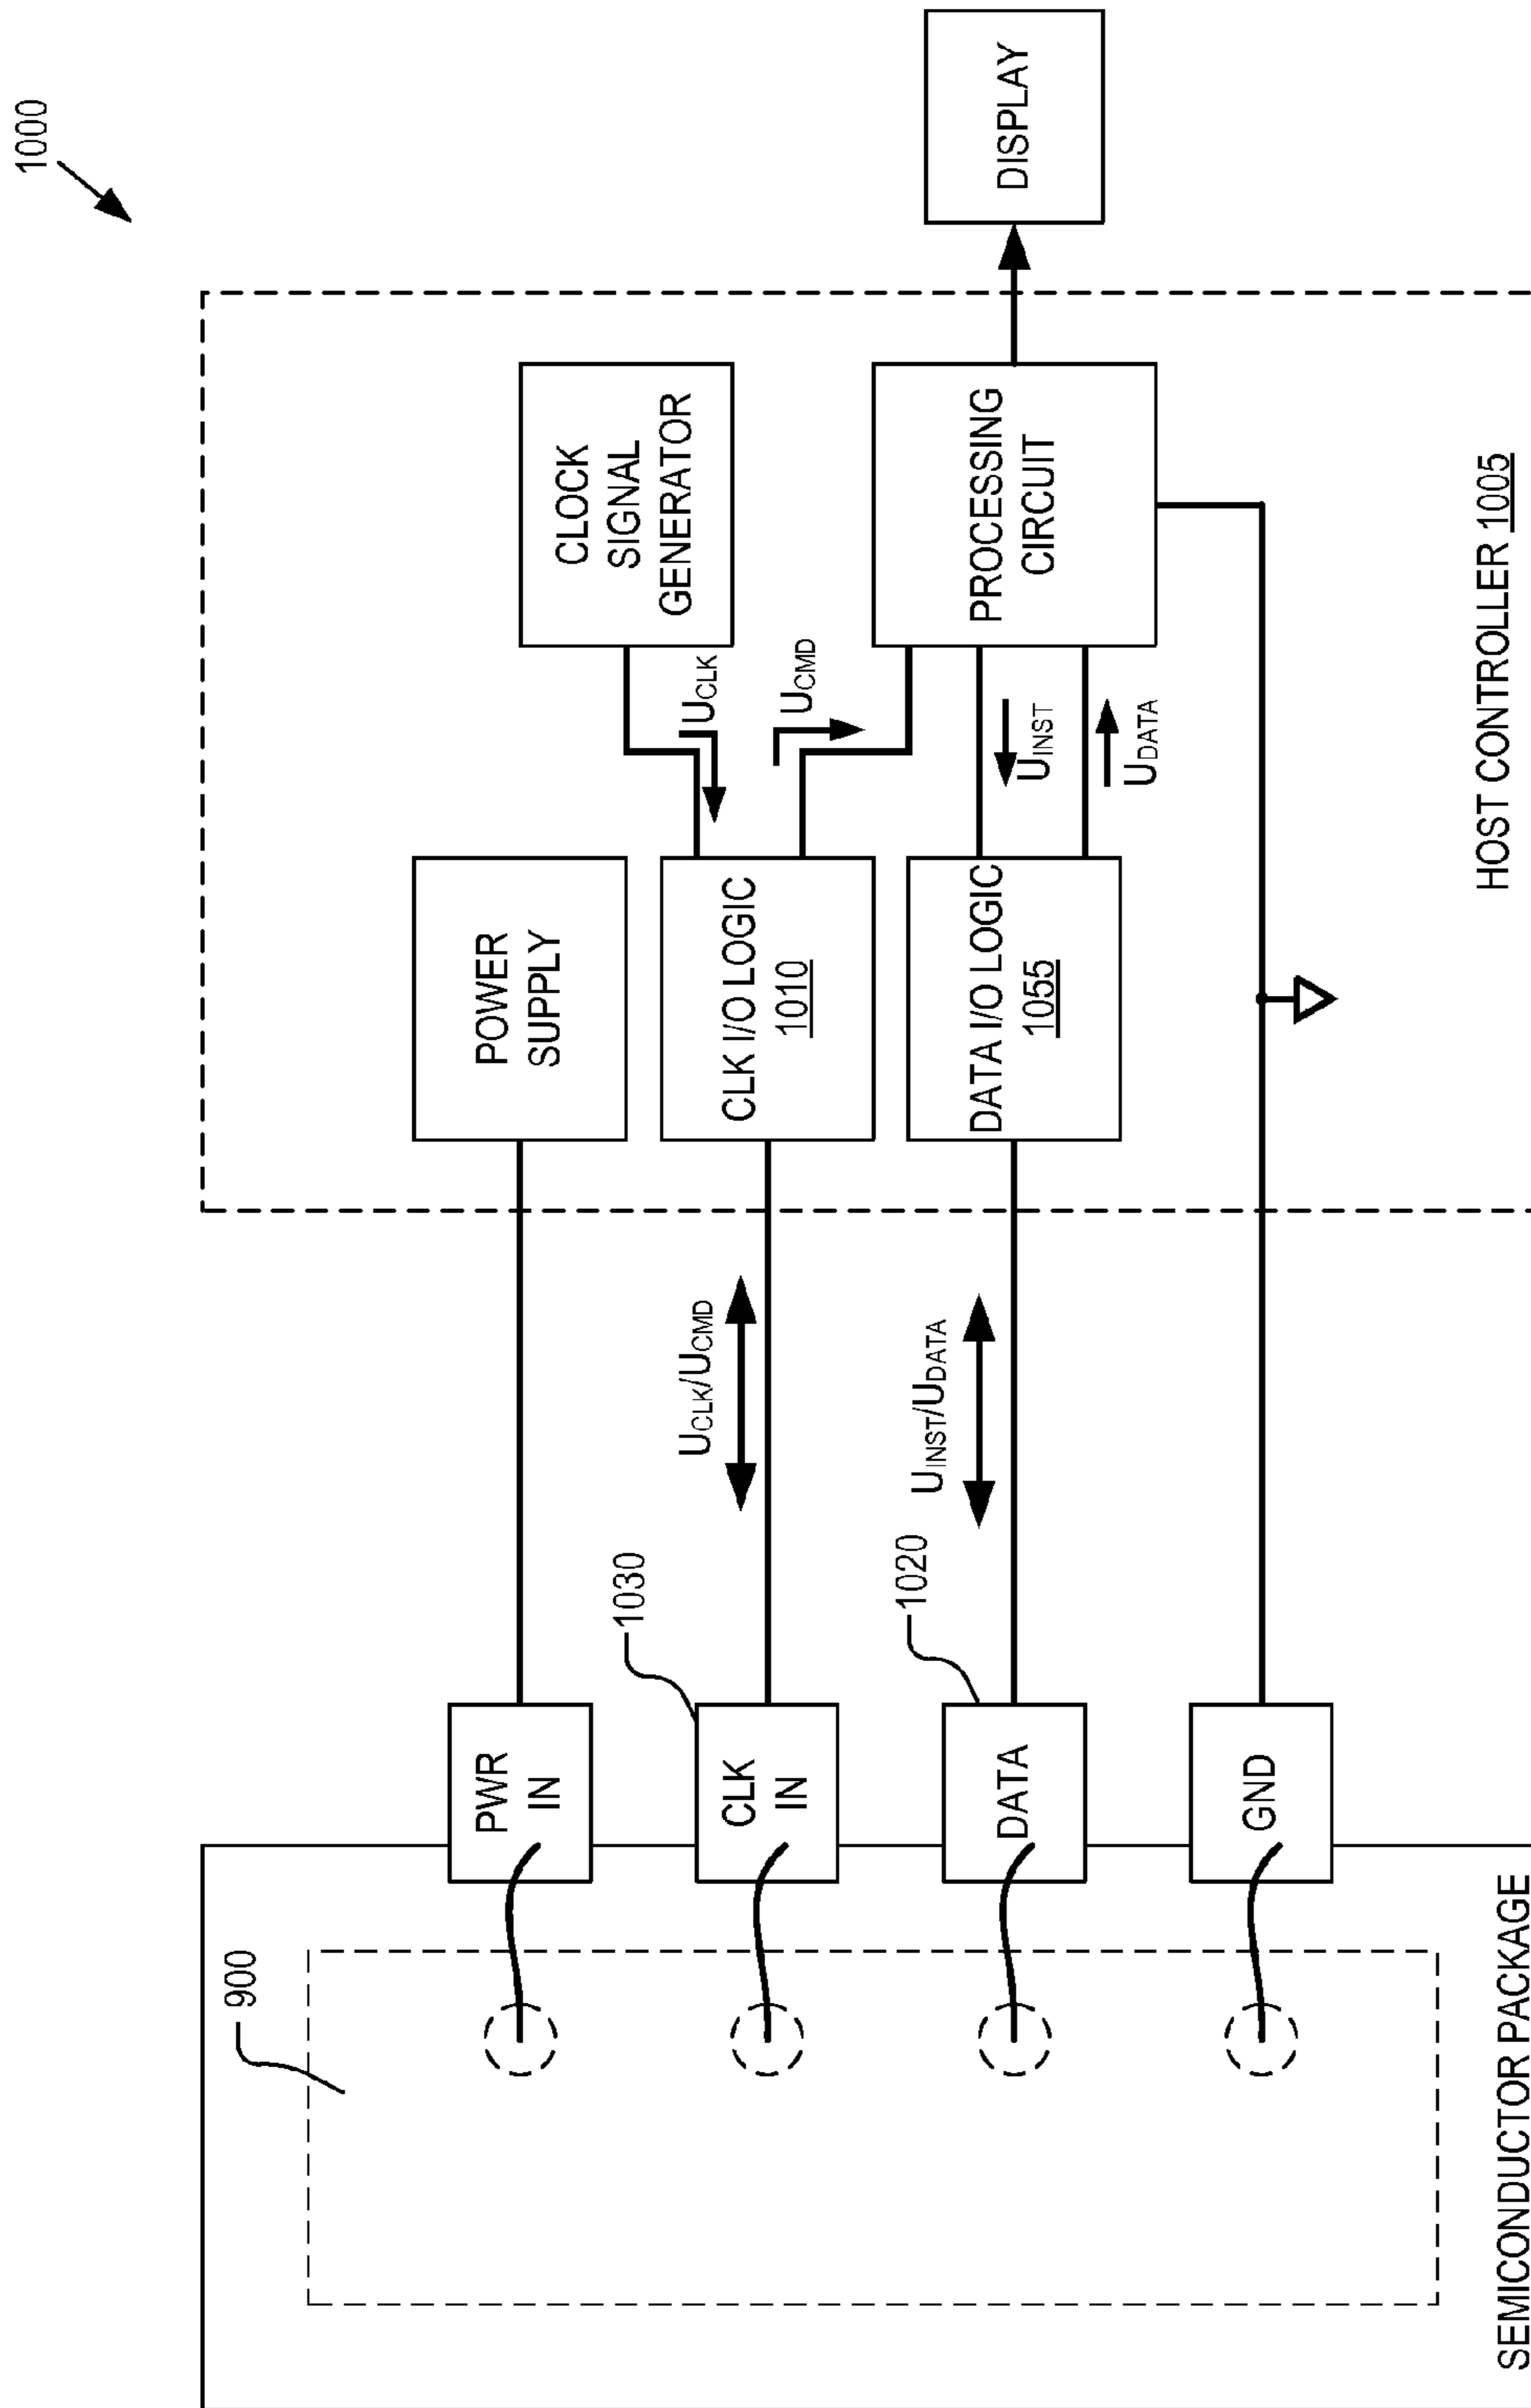 1000
900
PWR
IN
1030
CLK
IN
1020
DATA
GND
SEMICONDUCTOR PACKAGE
UCLK/UCMD
UINST/UDATA
POWER
SUPPLY
CLK I/O LOGIC
1010
DATA I/O LOGIC
1055
UCLK
UCMD
UINST
UDATA
CLOCK
SIGNAL
GENERATOR
PROCESSING
CIRCUIT
HOST CONTROLLER 1005
DISPLAY